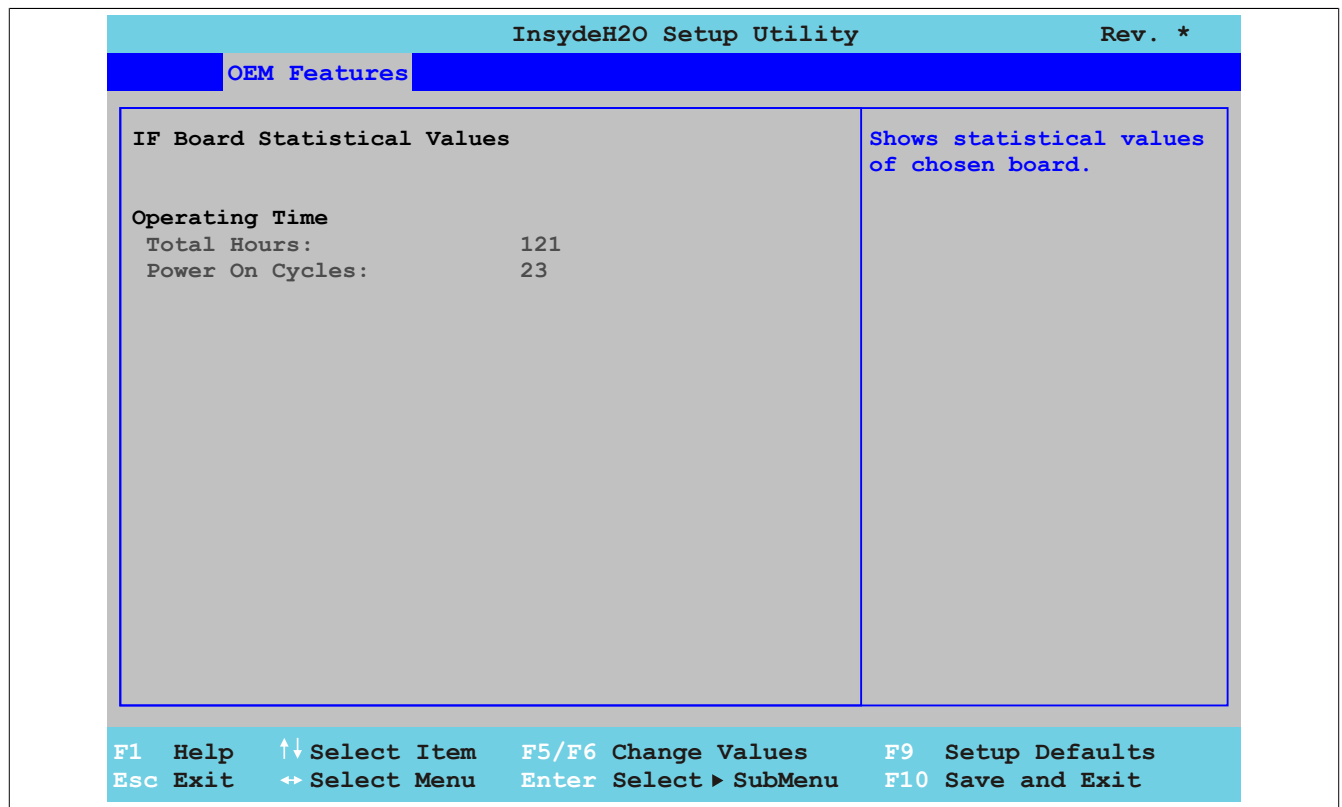 InsydeH2O Setup Utility Rev. *
OEM Features
IF Board Statistical Values
Shows statistical values
of chosen board.
Operating Time
Total Hours: 121
Power On Cycles: 23
F1 Help ↑↓ Select Item F5/F6 Change Values F9 Setup Defaults
Esc Exit ↔ Select Menu Enter Select ▶ SubMenu F10 Save and Exit